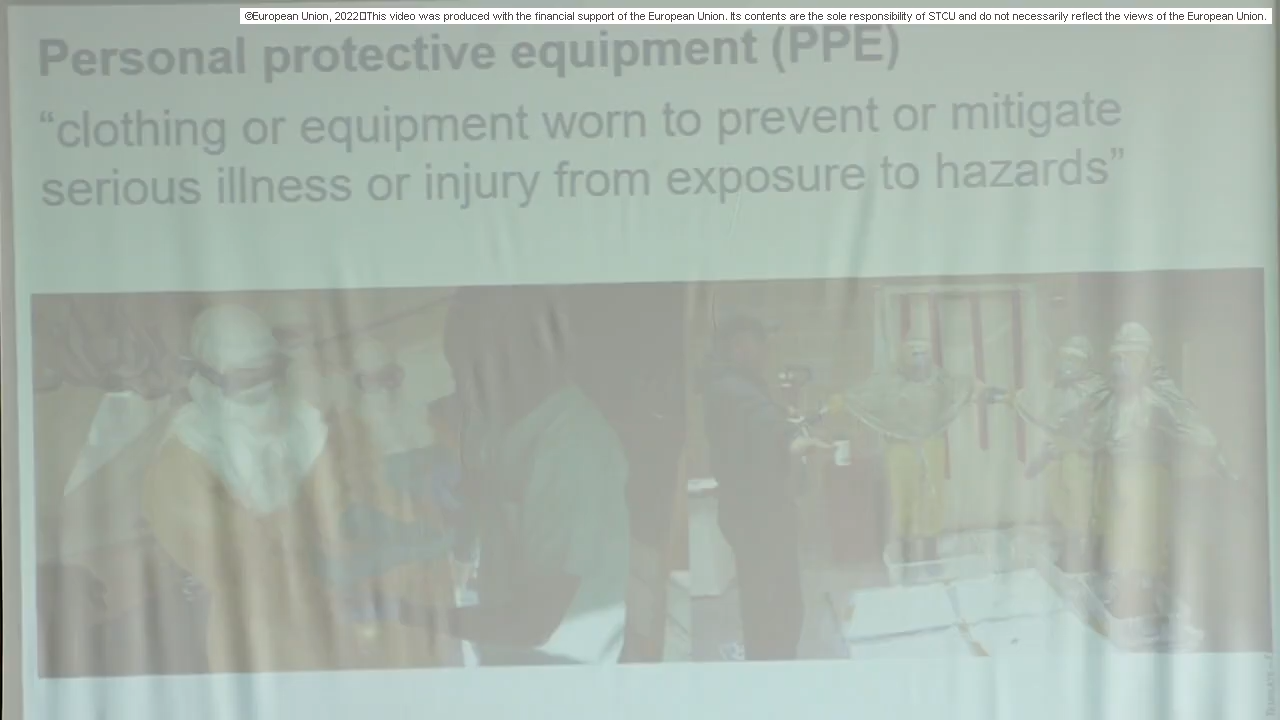 ©European Union, 2022▯This video was produced with the financial support of the European Union. Its contents are the sole responsibility of STCU and do not necessarily reflect the views of the European Union.
Personal protective equipment (PPE)
“clothing or equipment worn to prevent or mitigate
serious illness or injury from exposure to hazards”